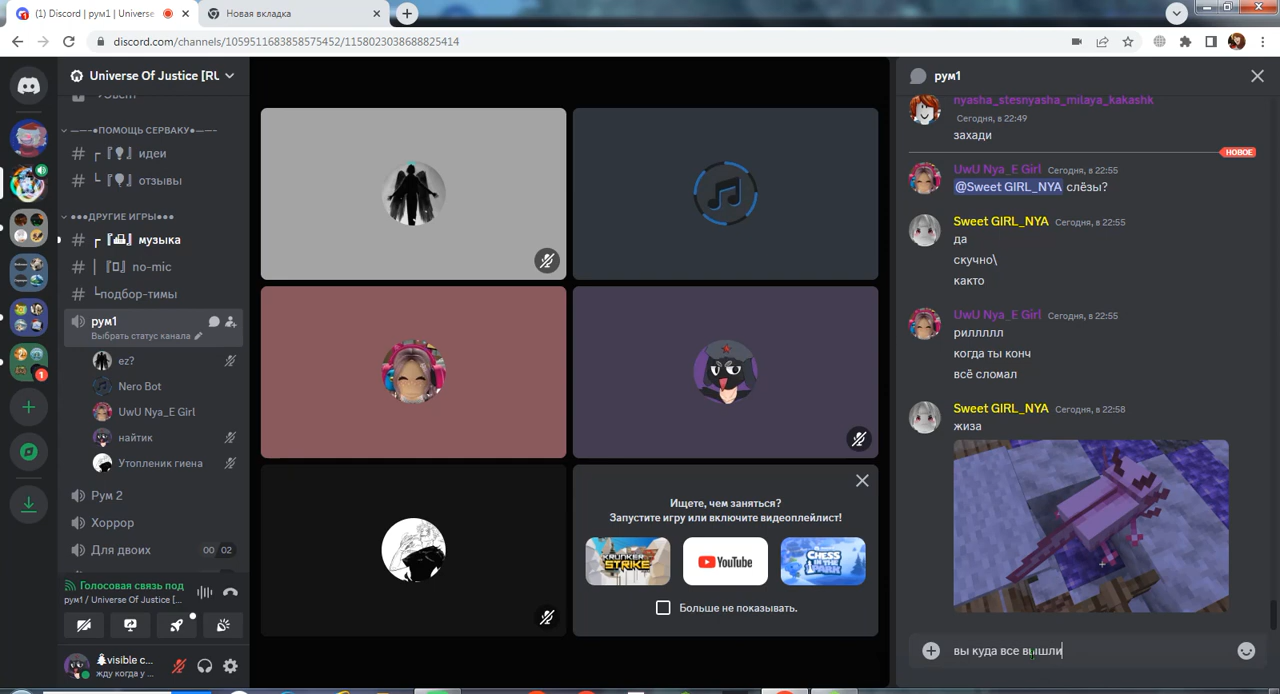 (1) Discord | рум1 | Universe
Новая вкладка
discord.com/channels/1059511683858575452/1158023038688825414
Universe Of Justice [RU
——●ПОМОЩЬ СЕРВАКУ●——-
идеи
отзывы
●●●ДРУГИЕ ИГРЫ●●●
музыка
no-mic
└подбор-тимы
рум1
Выбрать статус канала
ez?
Nero Bot
UwU Nya_E Girl
найтик
Утопленик гиена
Рум 2
Хоррор
Для двоих 00 02
Голосовая связь под
рум1 / Universe Of Justice [...
visible c...
жду когда у ...
1
Ищете, чем заняться?
Запустите игру или включите видеоплейлист!
KRUNKER STRIKE
YouTube
CHESS IN THE PARK
Больше не показывать.
рум1
nyasha_stesnyasha_milaya_kakashk
Сегодня, в 22:49
захади
НОВОЕ
UwU Nya_E Girl Сегодня, в 22:55
@Sweet GIRL_NYA слёзы?
Sweet GIRL_NYA Сегодня, в 22:55
да
скучно\
както
UwU Nya_E Girl Сегодня, в 22:55
риллллл
когда ты конч
всё сломал
Sweet GIRL_NYA Сегодня, в 22:58
жиза
вы куда все вышли